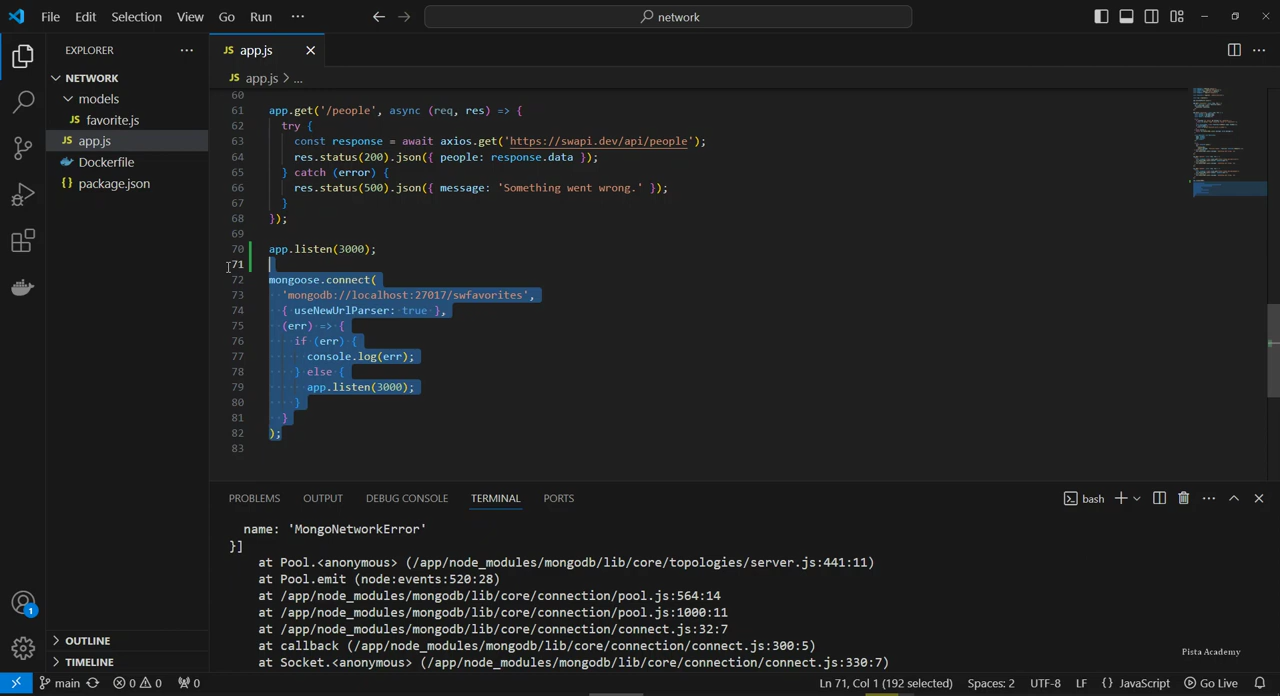 File Edit Selection View Go Run ··· network
EXPLORER ···
NETWORK
models
JS favorite.js
JS app.js
Dockerfile
{} package.json
OUTLINE
TIMELINE
JS app.js
JS app.js > ...
60
61 app.get('/people', async (req, res) => {
62 try {
63 const response = await axios.get('https://swapi.dev/api/people');
64 res.status(200).json({ people: response.data });
65 } catch (error) {
66 res.status(500).json({ message: 'Something went wrong.' });
67 }
68 });
69
70 app.listen(3000);
71
72 mongoose.connect(
73 'mongodb://localhost:27017/swfavorites',
74 { useNewUrlParser: true },
75 (err) => {
76 if (err) {
77 console.log(err);
78 } else {
79 app.listen(3000);
80 }
81 }
82 );
83
PROBLEMS OUTPUT DEBUG CONSOLE TERMINAL PORTS bash
name: 'MongoNetworkError'
}]
at Pool.<anonymous> (/app/node_modules/mongodb/lib/core/topologies/server.js:441:11)
at Pool.emit (node:events:520:28)
at /app/node_modules/mongodb/lib/core/connection/pool.js:564:14
at /app/node_modules/mongodb/lib/core/connection/pool.js:1000:11
at /app/node_modules/mongodb/lib/core/connection/connect.js:32:7
at callback (/app/node_modules/mongodb/lib/core/connection/connect.js:300:5)
at Socket.<anonymous> (/app/node_modules/mongodb/lib/core/connection/connect.js:330:7)
Pista Academy
1
main 0 0 0 Ln 71, Col 1 (192 selected) Spaces: 2 UTF-8 LF {} JavaScript Go Live